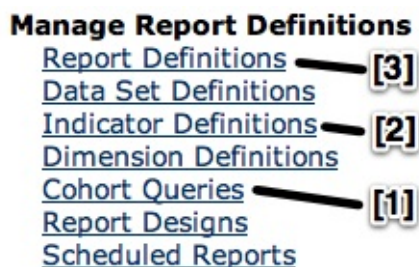 Manage Report Definitions
Report Definitions [3]
Data Set Definitions
Indicator Definitions [2]
Dimension Definitions
Cohort Queries [1]
Report Designs
Scheduled Reports